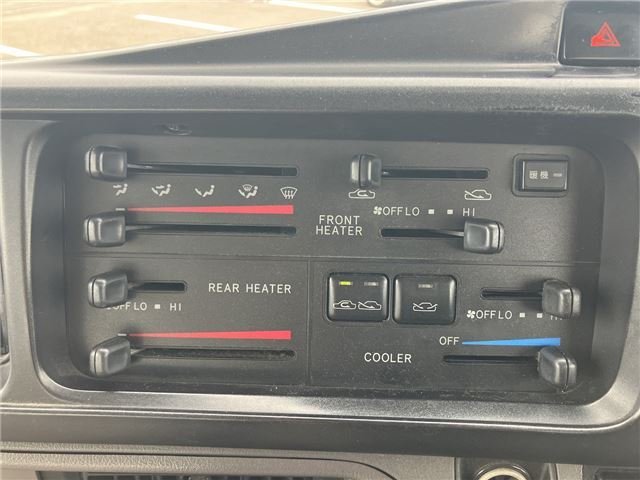 暖機
OFF LO HI
FRONT HEATER
REAR HEATER
OFF LO HI
OFF LO
OFF
COOLER